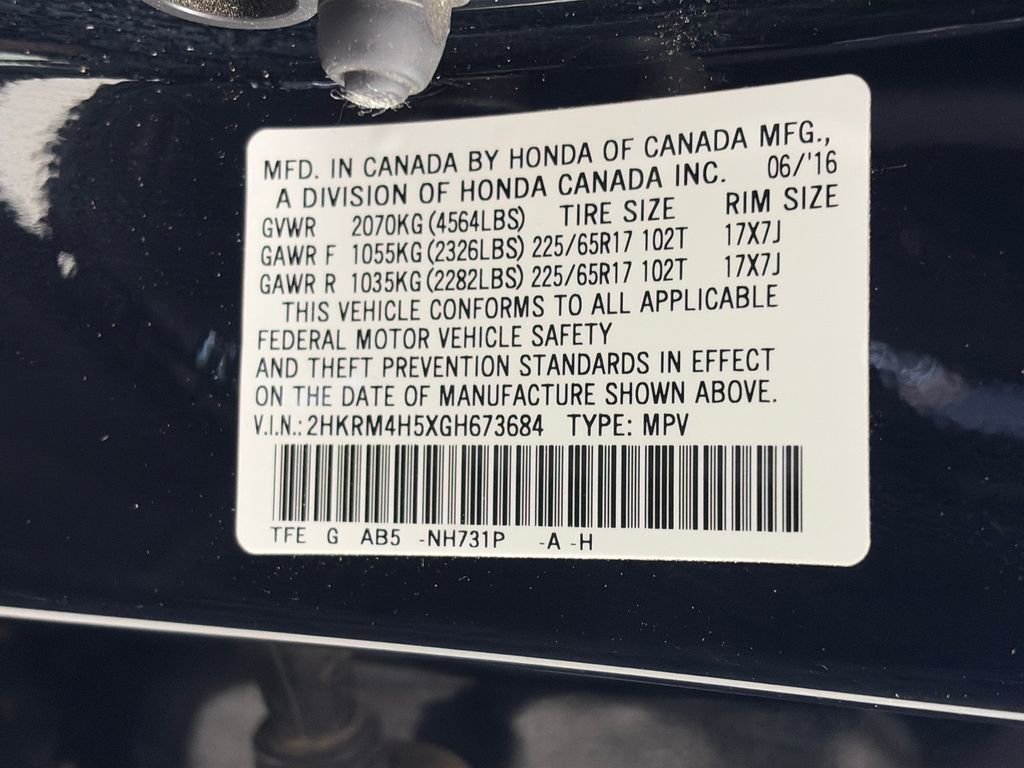 MFD. IN CANADA BY HONDA OF CANADA MFG.,
A DIVISION OF HONDA CANADA INC. 06/'16
GVWR 2070KG (4564LBS) TIRE SIZE RIM SIZE
GAWR F 1055KG (2326LBS) 225/65R17 102T 17X7J
GAWR R 1035KG (2282LBS) 225/65R17 102T 17X7J
THIS VEHICLE CONFORMS TO ALL APPLICABLE
FEDERAL MOTOR VEHICLE SAFETY
AND THEFT PREVENTION STANDARDS IN EFFECT
ON THE DATE OF MANUFACTURE SHOWN ABOVE.
V.I.N.: 2HKRM4H5XGH673684 TYPE: MPV
TFE G AB5 -NH731P -A -H